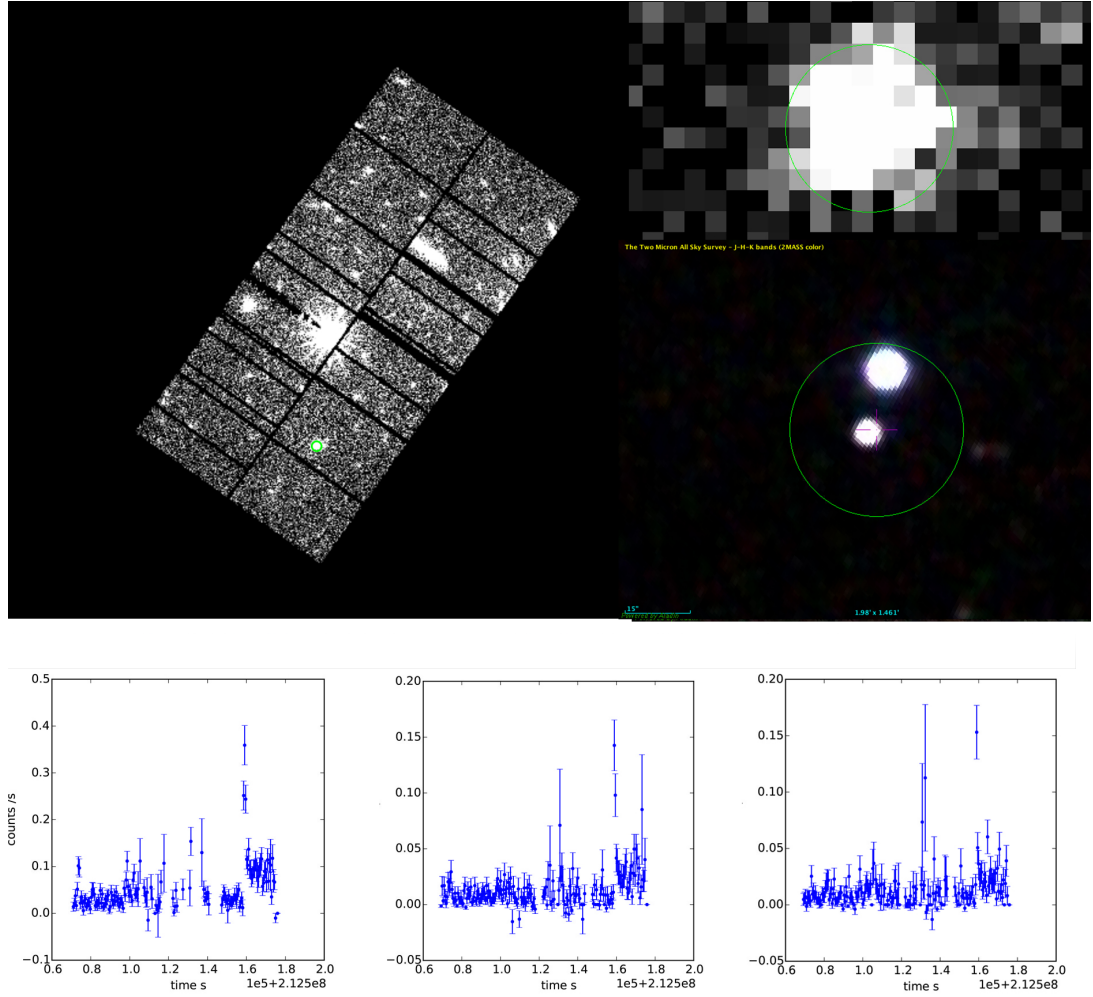 The Two Micron All Sky Survey - J-H-K bands (2MASS color)
15"
Powered by Aladin
1.98' x 1.461'
0.5
0.4
0.3
0.2
0.1
0.0
−0.1
counts /s
0.6 0.8 1.0 1.2 1.4 1.6 1.8 2.0
time s 1e5+2.125e8
0.20
0.15
0.10
0.05
0.00
−0.05
0.6 0.8 1.0 1.2 1.4 1.6 1.8 2.0
time s 1e5+2.125e8
0.20
0.15
0.10
0.05
0.00
−0.05
0.6 0.8 1.0 1.2 1.4 1.6 1.8 2.0
time s 1e5+2.125e8